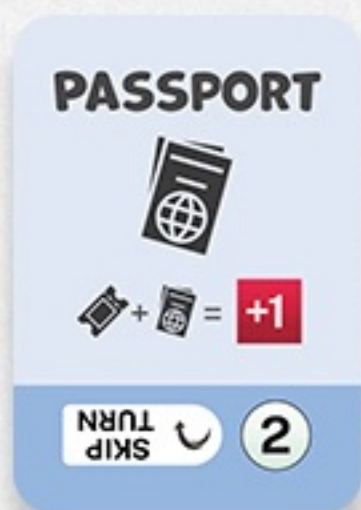 PASSPORT
+ = +1
SKIP
TURN
2